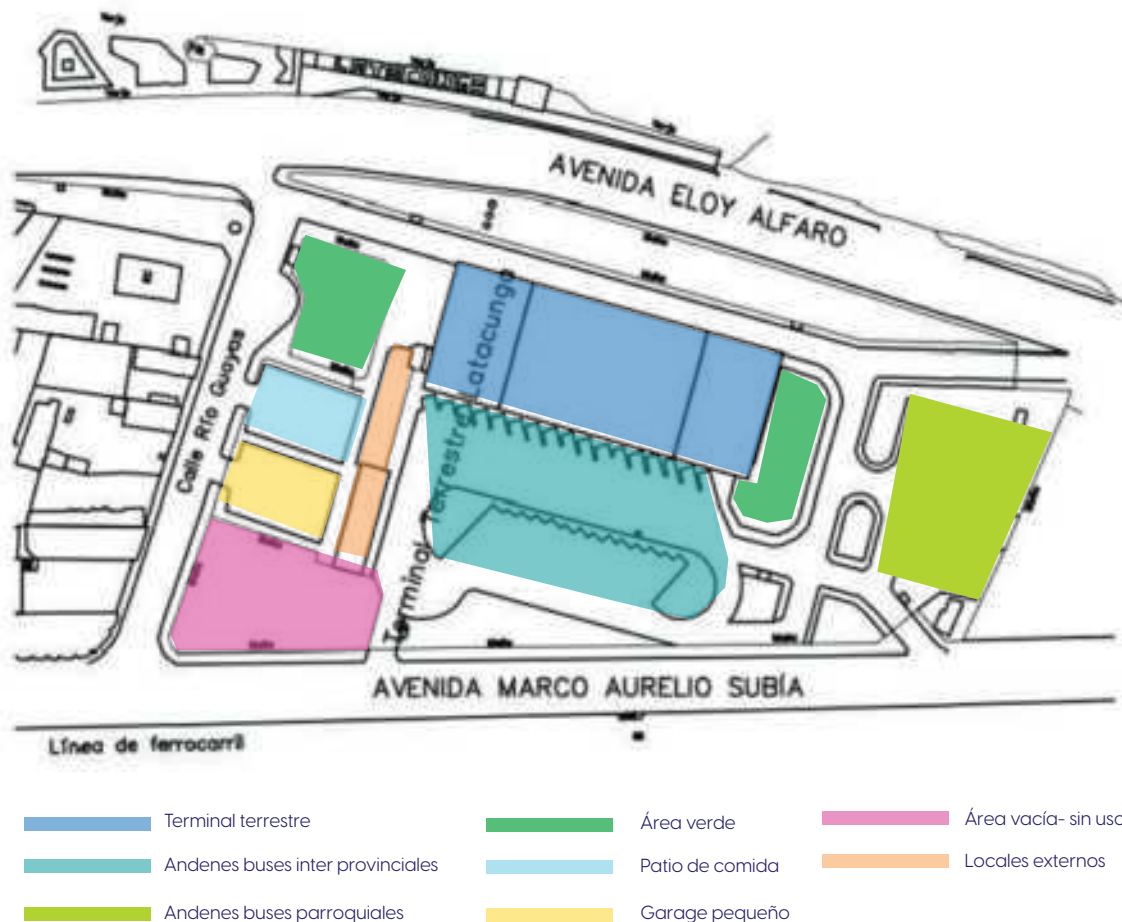 AVENIDA ELOY ALFARO
Calle Río Guayas
Terminal Terrestre Latacunga
AVENIDA MARCO AURELIO SUBÍA
Línea de ferrocarril
Terminal terrestre
Área verde
Área vacía- sin uso
Andenes buses inter provinciales
Patio de comida
Locales externos
Andenes buses parroquiales
Garage pequeño